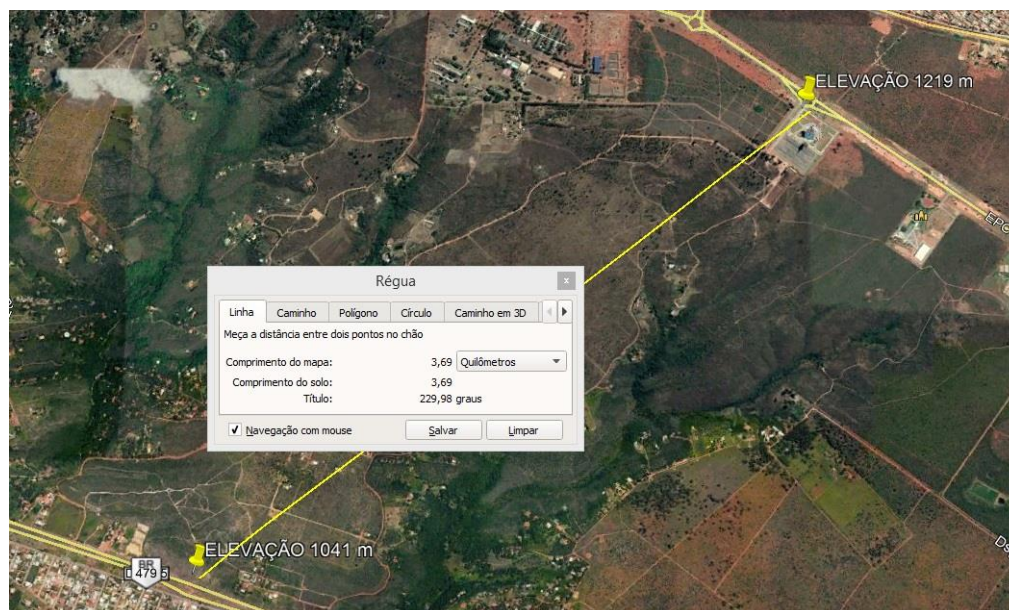 ELEVAÇÃO 1219 m
EPC
Régua
x
Linha Caminho Polígono Círculo Caminho em 3D
Meça a distância entre dois pontos no chão
Comprimento do mapa: 3,69 Quilômetros
Comprimento do solo: 3,69
Título: 229,98 graus
Navegação com mouse Salvar Limpar
ELEVAÇÃO 1041 m
BR
479